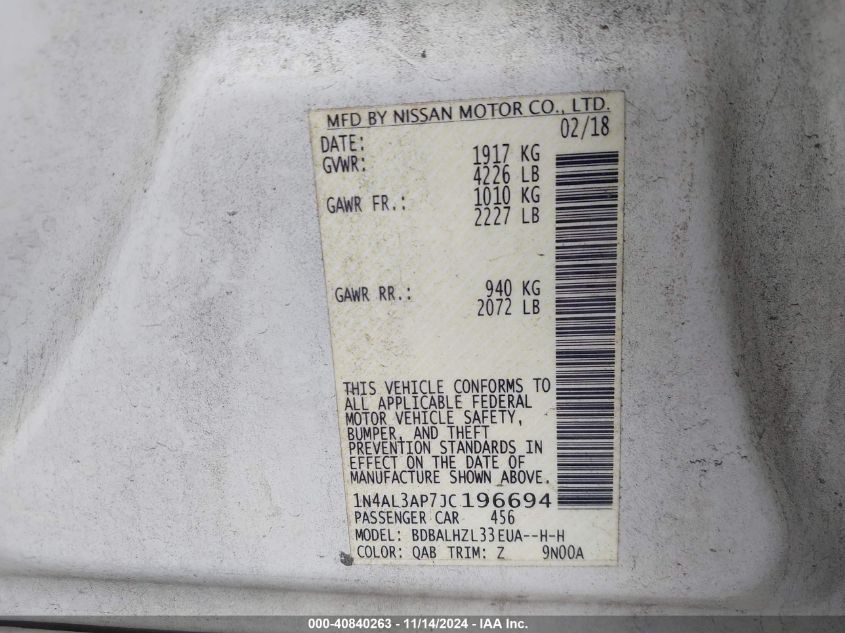 MFD BY NISSAN MOTOR CO., LTD.
DATE: 02/18
GVWR: 1917 KG
4226 LB
GAWR FR.: 1010 KG
2227 LB
GAWR RR.: 940 KG
2072 LB
THIS VEHICLE CONFORMS TO
ALL APPLICABLE FEDERAL
MOTOR VEHICLE SAFETY,
BUMPER, AND THEFT
PREVENTION STANDARDS IN
EFFECT ON THE DATE OF
MANUFACTURE SHOWN ABOVE.
1N4AL3AP7JC196694
PASSENGER CAR 456
MODEL: BDBALHZL33EUA--H-H
COLOR: QAB TRIM: Z 9N00A
000-40840263 - 11/14/2024 - IAA Inc.